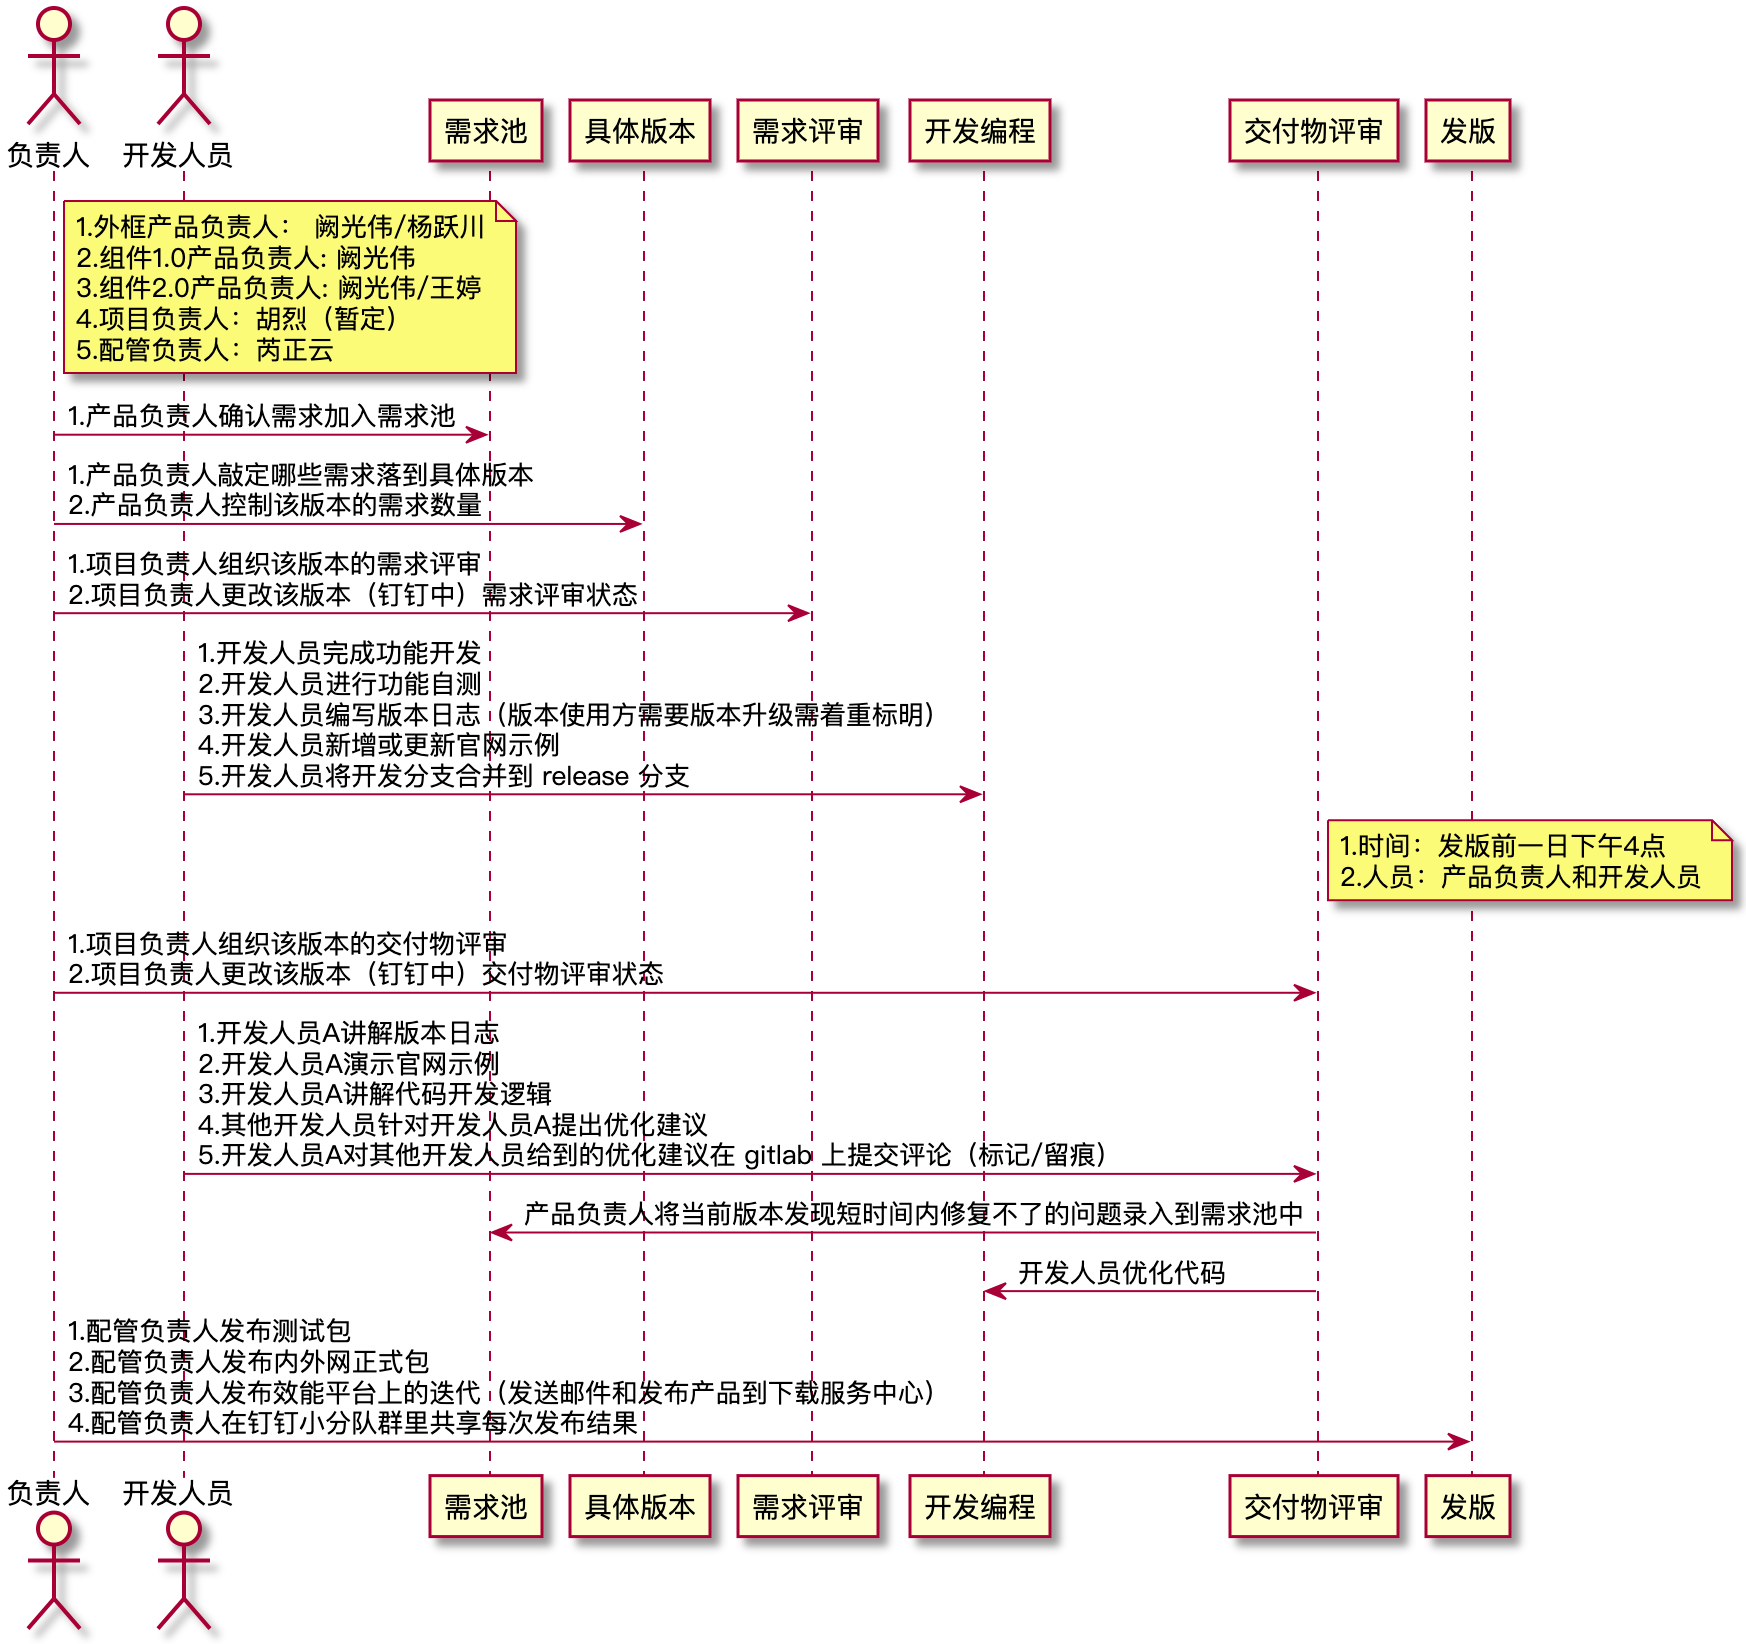 负责人
开发人员
需求池
具体版本
需求评审
开发编程
交付物评审
发版
1.外框产品负责人： 阙光伟/杨跃川
2.组件1.0产品负责人: 阙光伟
3.组件2.0产品负责人: 阙光伟/王婷
4.项目负责人：胡烈（暂定）
5.配管负责人：芮正云
1.产品负责人确认需求加入需求池
1.产品负责人敲定哪些需求落到具体版本
2.产品负责人控制该版本的需求数量
1.项目负责人组织该版本的需求评审
2.项目负责人更改该版本（钉钉中）需求评审状态
1.开发人员完成功能开发
2.开发人员进行功能自测
3.开发人员编写版本日志（版本使用方需要版本升级需着重标明）
4.开发人员新增或更新官网示例
5.开发人员将开发分支合并到 release 分支
1.时间：发版前一日下午4点
2.人员：产品负责人和开发人员
1.项目负责人组织该版本的交付物评审
2.项目负责人更改该版本（钉钉中）交付物评审状态
1.开发人员A讲解版本日志
2.开发人员A演示官网示例
3.开发人员A讲解代码开发逻辑
4.其他开发人员针对开发人员A提出优化建议
5.开发人员A对其他开发人员给到的优化建议在 gitlab 上提交评论（标记/留痕）
产品负责人将当前版本发现短时间内修复不了的问题录入到需求池中
开发人员优化代码
1.配管负责人发布测试包
2.配管负责人发布内外网正式包
3.配管负责人发布效能平台上的迭代（发送邮件和发布产品到下载服务中心）
4.配管负责人在钉钉小分队群里共享每次发布结果
负责人
开发人员
需求池
具体版本
需求评审
开发编程
交付物评审
发版